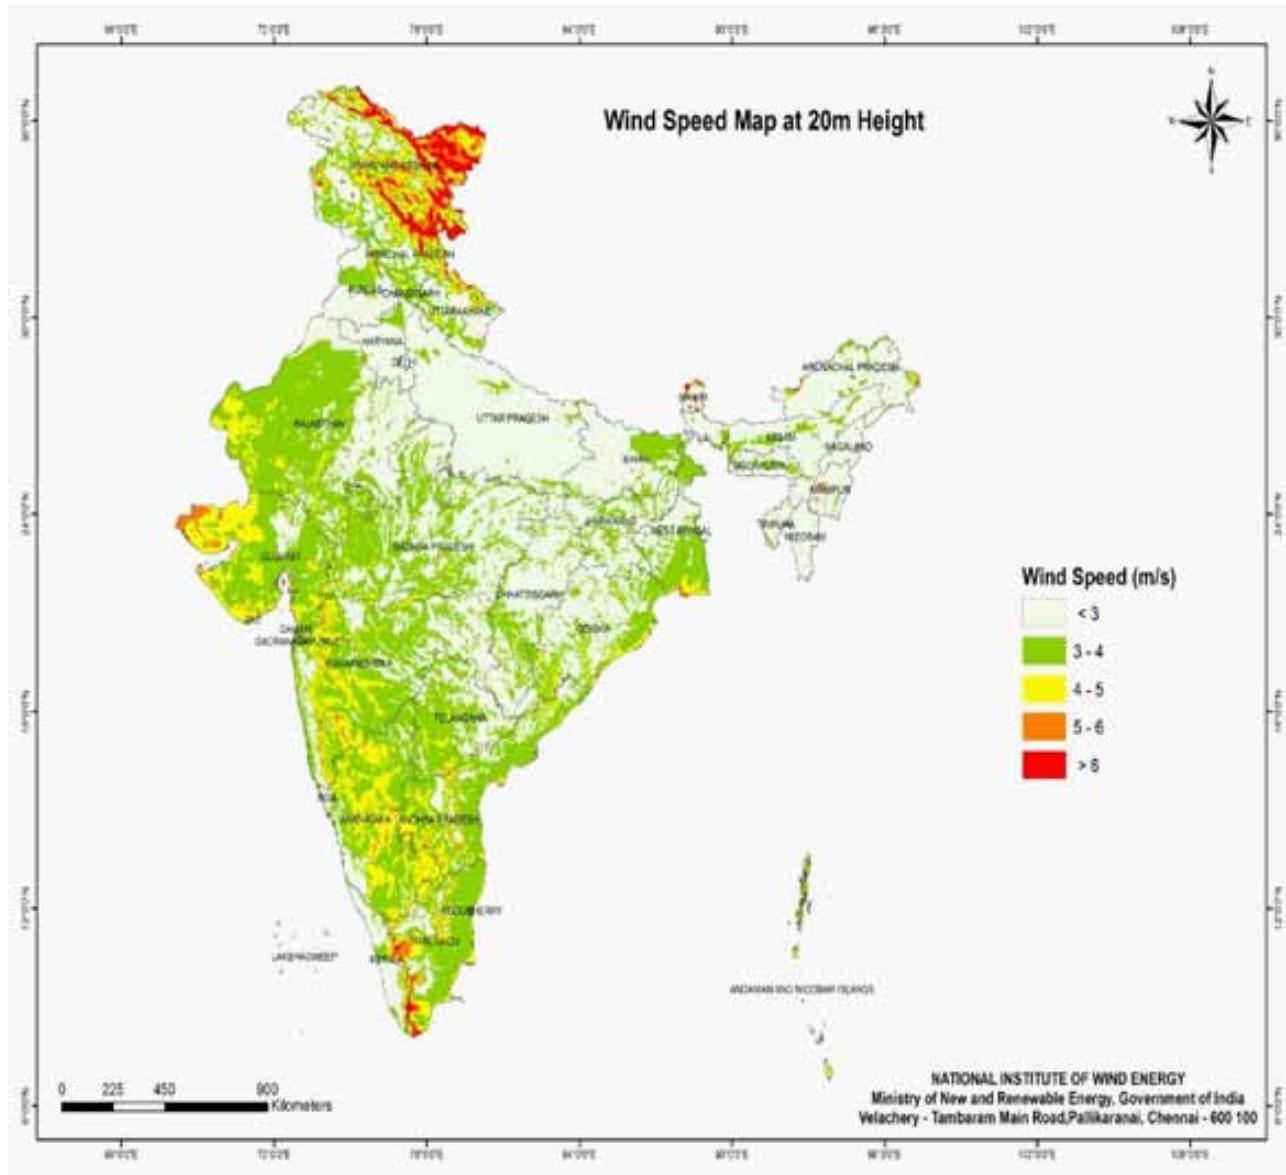 Wind Speed Map at 20m Height
N
E
HIMACHAL PRADESH
CHANDIGARH
UTTARAKHAND
HARYANA
DELHI
ARUNACHAL PRADESH
RAJASTHAN
UTTAR PRADESH
SIKKIM
ASSAM
NAGALAND
BIHAR
MEGHALAYA
MANIPUR
JHARKHAND
WEST BENGAL
TRIPURA
MIZORAM
GUJARAT
MADHYA PRADESH
CHHATTISGARH
DIU
DAMAN
ODISHA
MAHARASHTRA
TELANGANA
GOA
KARNATAKA
ANDHRA PRADESH
PUDUCHERRY
TAMIL NADU
KERALA
LAKSHADWEEP
ANDAMAN AND NICOBAR ISLANDS
Wind Speed (m/s)
< 3
3 - 4
4 - 5
5 - 6
> 6
0 225 450 900
Kilometers
NATIONAL INSTITUTE OF WIND ENERGY
Ministry of New and Renewable Energy, Government of India
Velachery - Tambaram Main Road,Pallikaranai, Chennai - 600 100